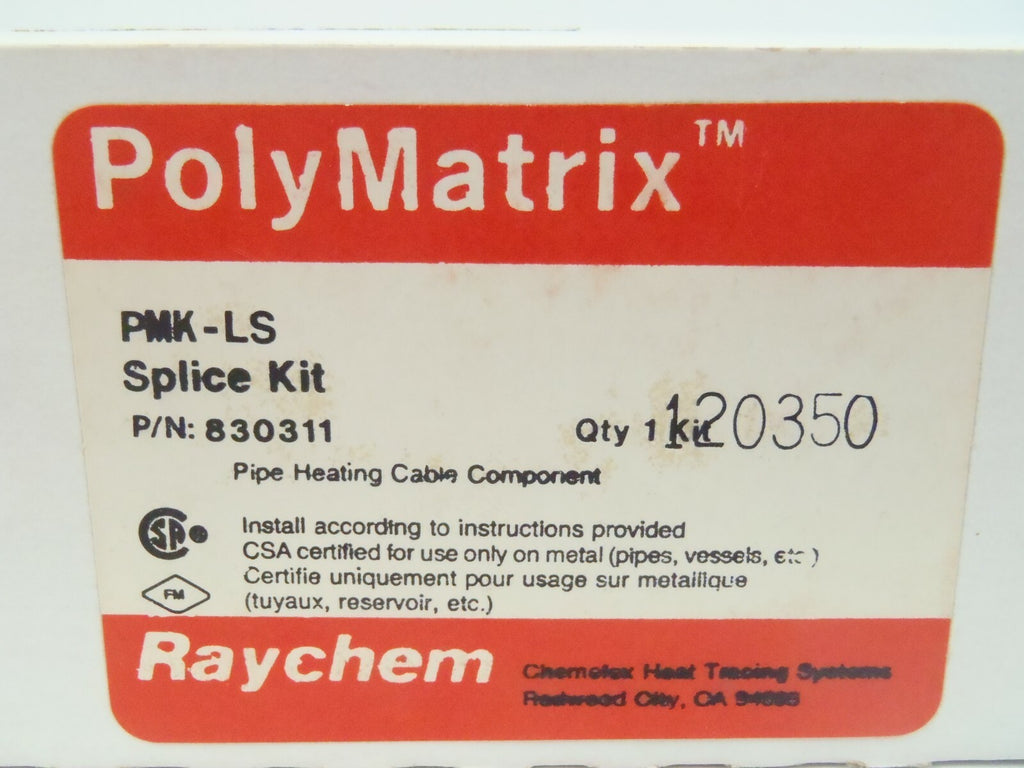 PolyMatrix™
PMK-LS
Splice Kit
P/N: 830311
Qty 1 Kit 120350
Pipe Heating Cable Component
Install according to instructions provided
CSA certified for use only on metal (pipes, vessels, etc )
Certifie uniquement pour usage sur metallique
(tuyaux, reservoir, etc.)
SA
FM
Raychem
Chemelex Heat Tracing Systems
Redwood City, CA